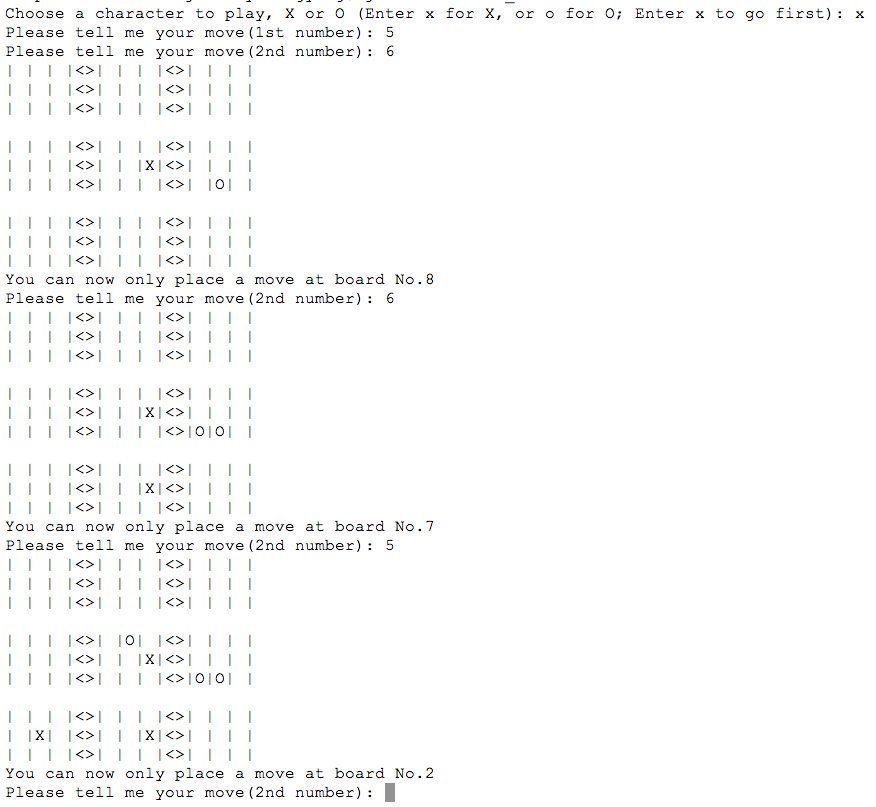 Choose a character to play, X or O (Enter x for X, or o for O; Enter x to go first): x
Please tell me your move(1st number): 5
Please tell me your move(2nd number): 6
| | | |<>| | | |<>| | | |
| | | |<>| | | |<>| | | |
| | | |<>| | | |<>| | | |

| | | |<>| | | |<>| | | |
| | | |<>| | |X|<>| | | |
| | | |<>| | | |<>| |O| |

| | | |<>| | | |<>| | | |
| | | |<>| | | |<>| | | |
| | | |<>| | | |<>| | | |
You can now only place a move at board No.8
Please tell me your move(2nd number): 6
| | | |<>| | | |<>| | | |
| | | |<>| | | |<>| | | |
| | | |<>| | | |<>| | | |

| | | |<>| | | |<>| | | |
| | | |<>| | |X|<>| | | |
| | | |<>| | | |<>|O|O| |

| | | |<>| | | |<>| | | |
| | | |<>| | |X|<>| | | |
| | | |<>| | | |<>| | | |
You can now only place a move at board No.7
Please tell me your move(2nd number): 5
| | | |<>| | | |<>| | | |
| | | |<>| | | |<>| | | |
| | | |<>| | | |<>| | | |

| | | |<>| |O| |<>| | | |
| | | |<>| | |X|<>| | | |
| | | |<>| | | |<>|O|O| |

| | | |<>| | | |<>| | | |
| |X| |<>| | |X|<>| | | |
| | | |<>| | | |<>| | | |
You can now only place a move at board No.2
Please tell me your move(2nd number):